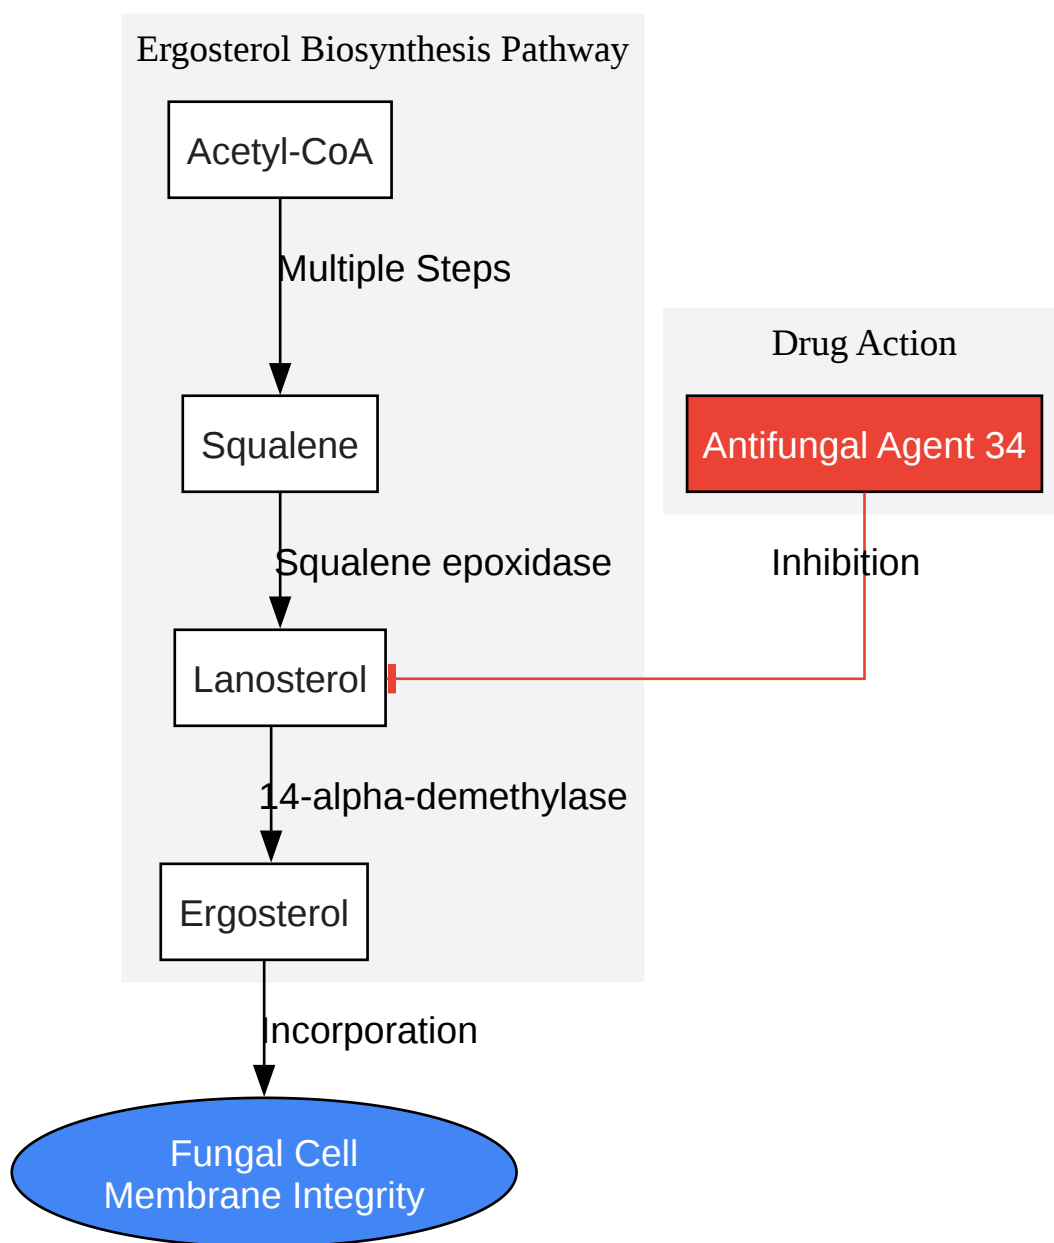 Ergosterol Biosynthesis Pathway
Acetyl-CoA
Multiple Steps
Drug Action
Squalene
Antifungal Agent 34
Squalene epoxidase
Inhibition
Lanosterol
14-alpha-demethylase
Ergosterol
Incorporation
Fungal Cell
Membrane Integrity